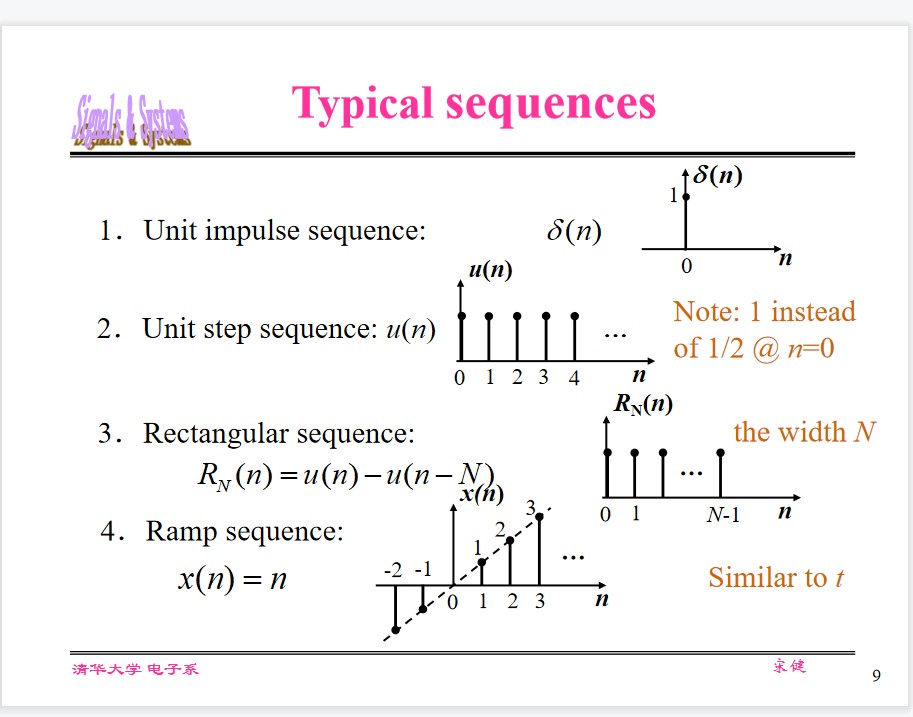 Signals & Systems
Typical sequences
1. Unit impulse sequence: δ(n)
δ(n)
1
0
n
2. Unit step sequence: u(n)
u(n)
...
0 1 2 3 4 n
Note: 1 instead
of 1/2 @ n=0
3. Rectangular sequence:
R_N(n) = u(n) − u(n − N)
R_N(n)
the width N
...
0 1 N-1 n
4. Ramp sequence:
x(n) = n
x(n)
3
2
1
...
-2 -1
0 1 2 3 n
Similar to t
清华大学 电子系
宋健
9